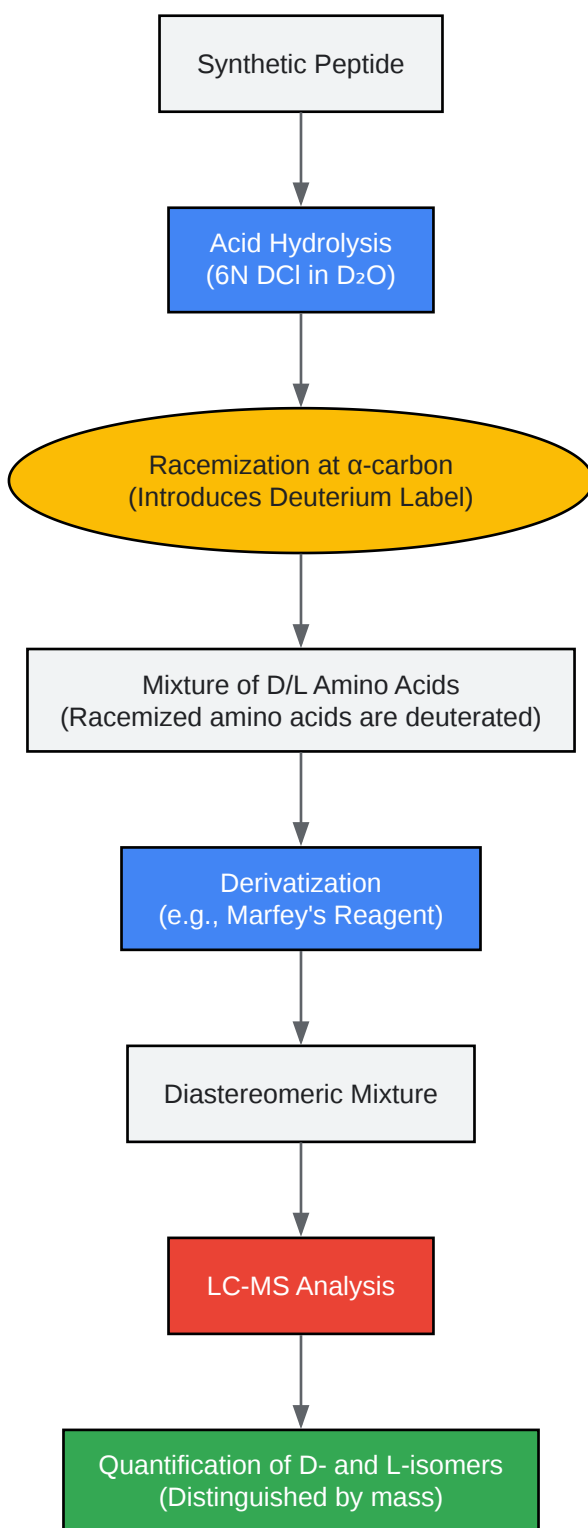 Synthetic Peptide
Acid Hydrolysis
(6N DCl in D₂O)
Racemization at α-carbon
(Introduces Deuterium Label)
Mixture of D/L Amino Acids
(Racemized amino acids are deuterated)
Derivatization
(e.g., Marfey's Reagent)
Diastereomeric Mixture
LC-MS Analysis
Quantification of D- and L-isomers
(Distinguished by mass)